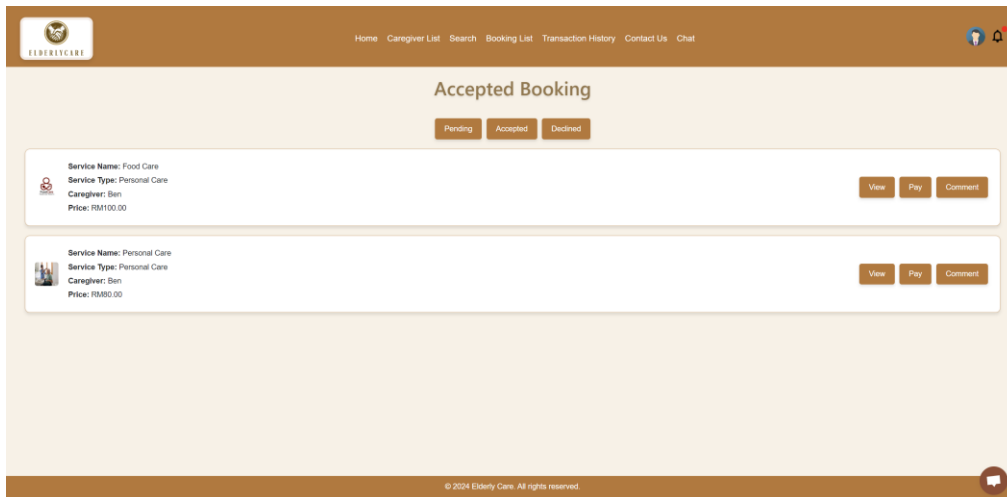 ELDERLYCARE
Home Caregiver List Search Booking List Transaction History Contact Us Chat
Accepted Booking
Pending Accepted Declined
Service Name: Food Care
Service Type: Personal Care
Caregiver: Ben
Price: RM100.00
View Pay Comment
Service Name: Personal Care
Service Type: Personal Care
Caregiver: Ben
Price: RM80.00
View Pay Comment
© 2024 Elderly Care. All rights reserved.